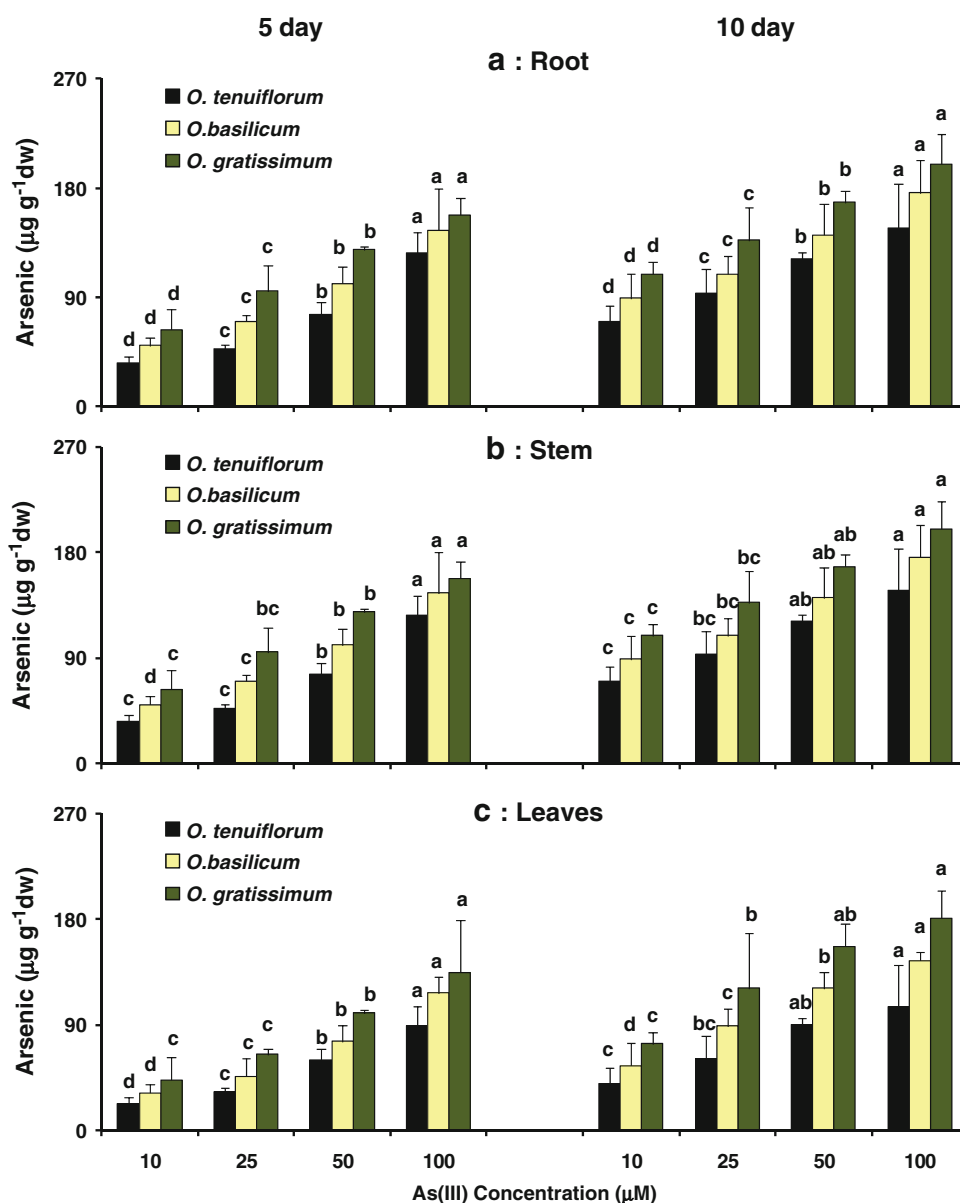 5 day 10 day
a : Root
270
180
90
0
Arsenic (µg g⁻¹dw)
O. tenuiflorum
O.basilicum
O. gratissimum
d d d c c c b b b a a a
d d d c c c b b b a a a
b : Stem
270
180
90
0
Arsenic (µg g⁻¹dw)
O. tenuiflorum
O.basilicum
O. gratissimum
c d c c c bc b b b a a a
c c c bc bc bc ab ab ab a a a
c : Leaves
270
180
90
0
Arsenic (µg g⁻¹dw)
O. tenuiflorum
O.basilicum
O. gratissimum
d d c c c c b b b a a a
c d c bc c b ab b ab a a a
10 25 50 100 10 25 50 100
As(III) Concentration (µM)